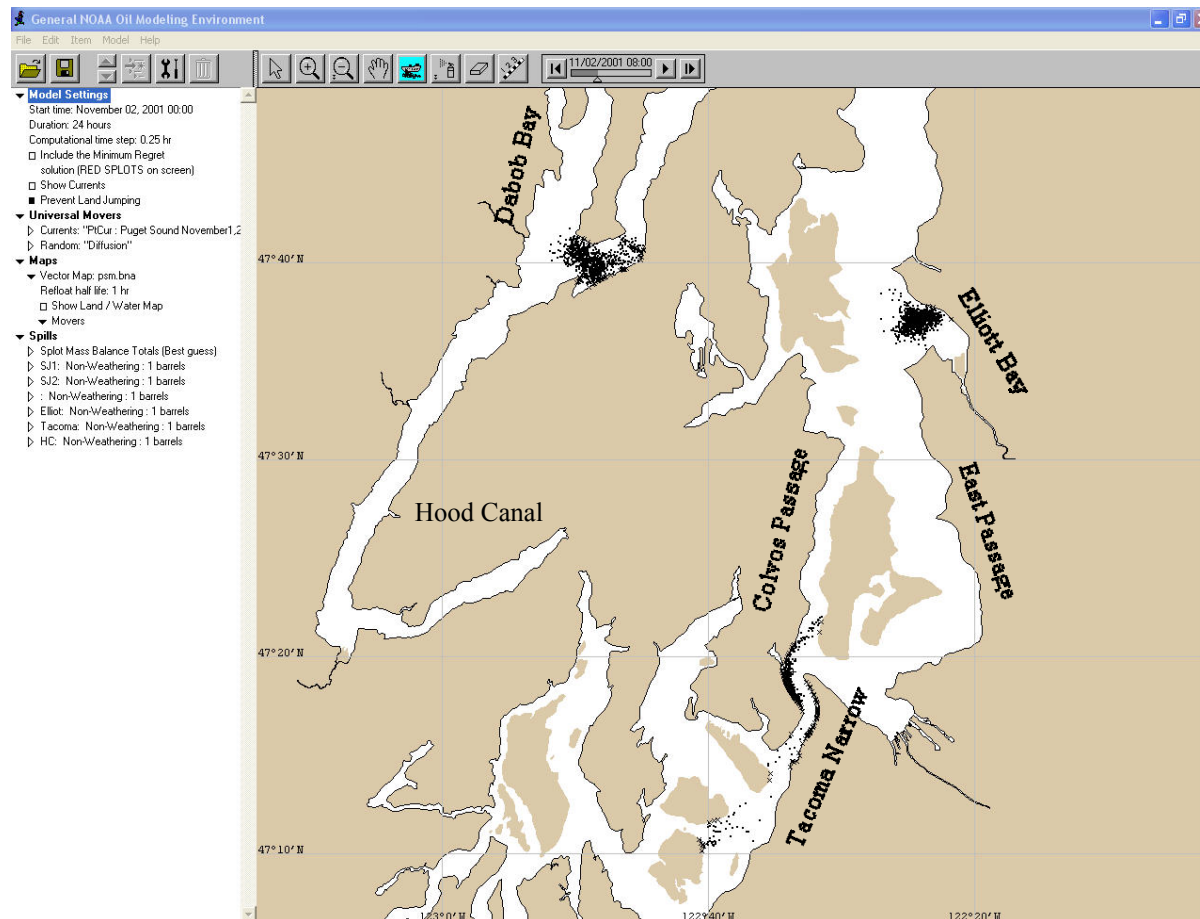 General NOAA Oil Modeling Environment
File Edit Item Model Help
11/02/2001 08:00
Model Settings
Start time: November 02, 2001 00:00
Duration: 24 hours
Computational time step: 0.25 hr
Include the Minimum Regret
solution (RED SPLOTS on screen)
Show Currents
Prevent Land Jumping
Universal Movers
Currents: "PtCur : Puget Sound November1,2
Random: "Diffusion"
Maps
Vector Map: psm.bna
Refloat half life: 1 hr
Show Land / Water Map
Movers
Spills
Splot Mass Balance Totals (Best guess)
SJ1: Non-Weathering : 1 barrels
SJ2: Non-Weathering : 1 barrels
: Non-Weathering : 1 barrels
Elliot: Non-Weathering : 1 barrels
Tacoma: Non-Weathering : 1 barrels
HC: Non-Weathering : 1 barrels
Dabob Bay
47°40'N
Elliott Bay
47°30'N
Hood Canal
Colvos Passage
East Passage
47°20'N
Tacoma Narrow
47°10'N
123°0'W
122°40'W
122°20'W